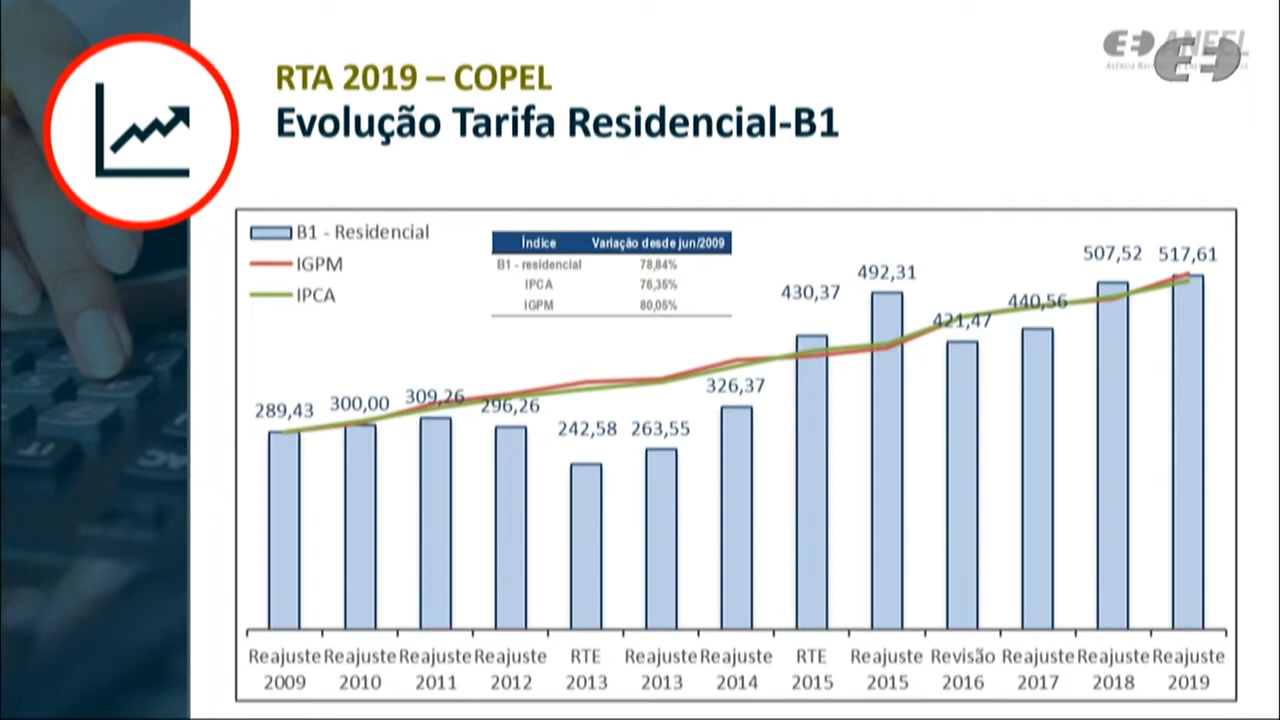 ANEEL
RTA 2019 – COPEL
Evolução Tarifa Residencial-B1
B1 - Residencial
IGPM
IPCA
Índice Variação desde jun/2009
B1 - residencial 78,84%
IPCA 76,35%
IGPM 80,05%
289,43 300,00 309,26 296,26 242,58 263,55 326,37 430,37 492,31 421,47 440,56 507,52 517,61
Reajuste Reajuste Reajuste Reajuste RTE Reajuste Reajuste RTE Reajuste Revisão Reajuste Reajuste Reajuste
2009 2010 2011 2012 2013 2013 2014 2015 2015 2016 2017 2018 2019